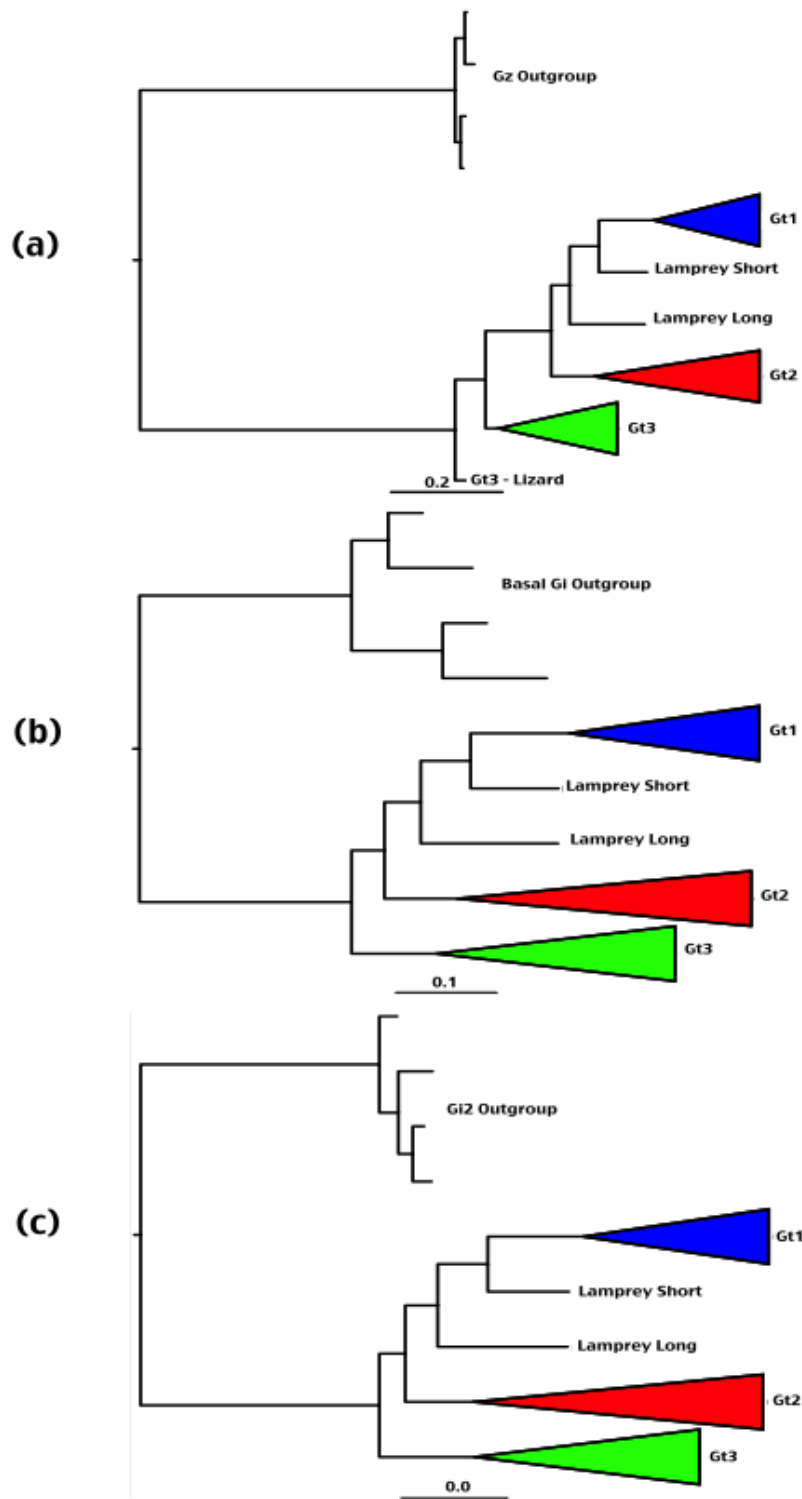 Gz Outgroup
(a)
Gt1
Lamprey Short
Lamprey Long
Gt2
Gt3
0.2
Gt3 - Lizard
Basal Gi Outgroup
(b)
Gt1
Lamprey Short
Lamprey Long
Gt2
Gt3
0.1
Gi2 Outgroup
(c)
Gt1
Lamprey Short
Lamprey Long
Gt2
Gt3
0.0